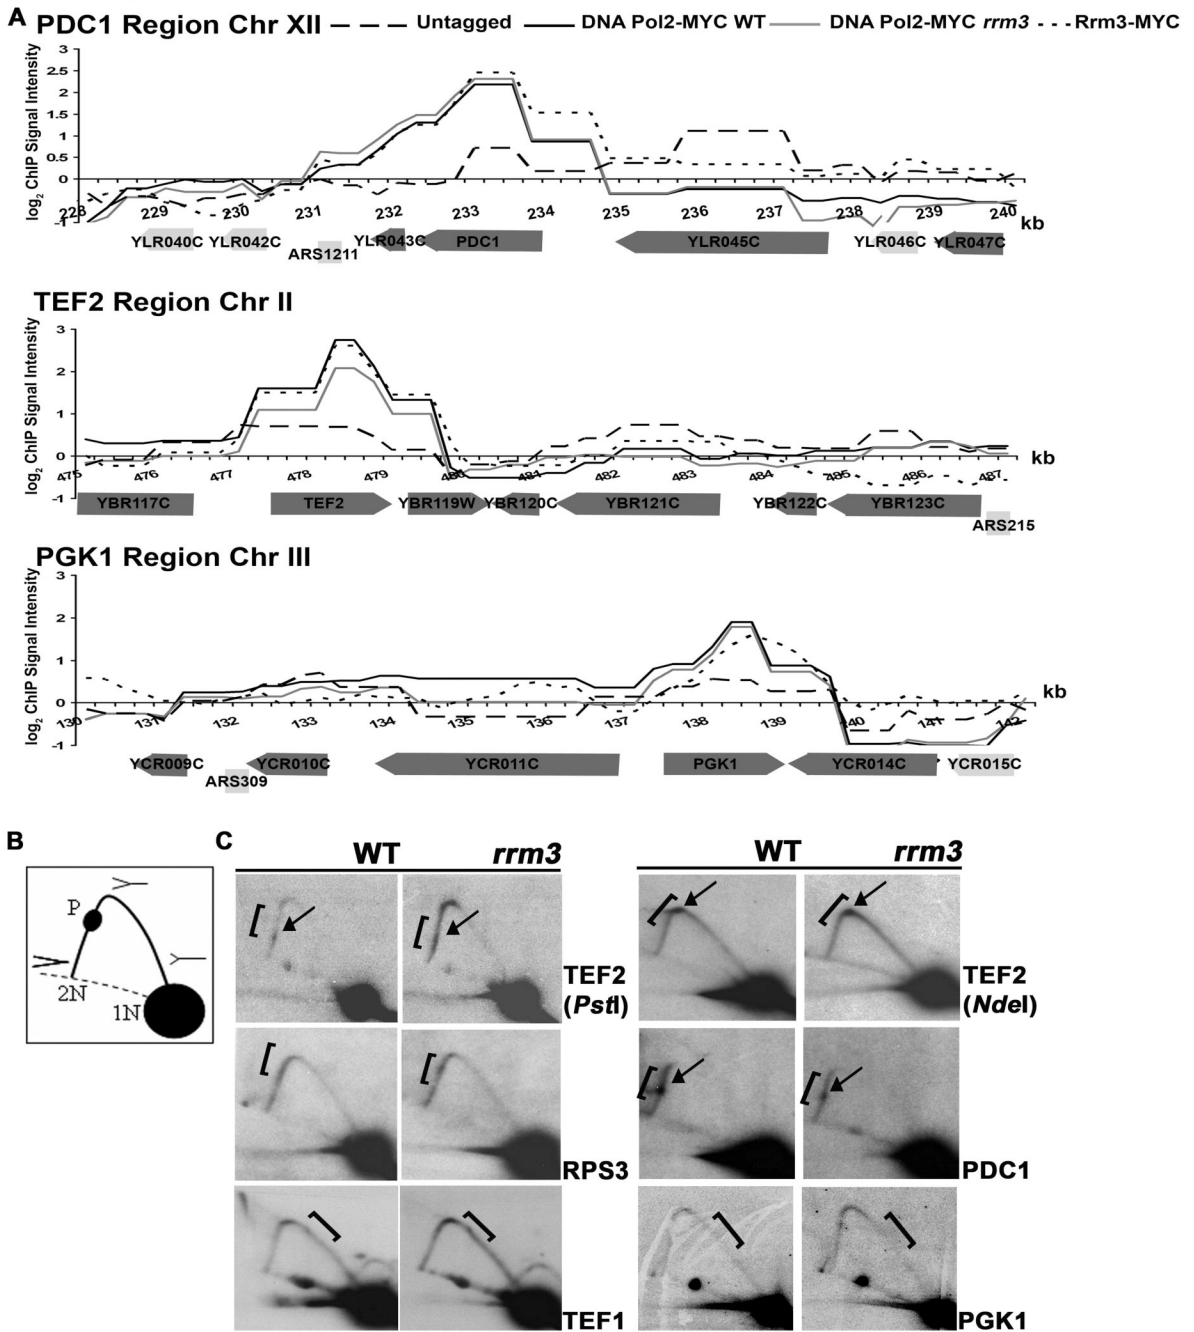 A
PDC1 Region Chr XII
Untagged
DNA Pol2-MYC WT
DNA Pol2-MYC rrm3
Rrm3-MYC
log2 ChIP Signal Intensity
3
2.5
2
1.5
1
0.5
0
-1
228 229 230 231 232 233 234 235 236 237 238 239 240 kb
YLR040C YLR042C ARS1211 YLR043C PDC1 YLR045C YLR046C YLR047C
TEF2 Region Chr II
log2 ChIP Signal Intensity
3
2
1
0
-1
475 476 477 478 479 480 481 482 483 484 485 486 487 kb
YBR117C TEF2 YBR119W YBR120C YBR121C YBR122C YBR123C ARS215
PGK1 Region Chr III
log2 ChIP Signal Intensity
3
2
1
0
-1
130 131 132 133 134 135 136 137 138 139 140 141 142 kb
YCR009C ARS309 YCR010C YCR011C PGK1 YCR014C YCR015C
B
P
2N
1N
C
WT rrm3
WT rrm3
TEF2
(PstI)
TEF2
(NdeI)
RPS3
PDC1
TEF1
PGK1